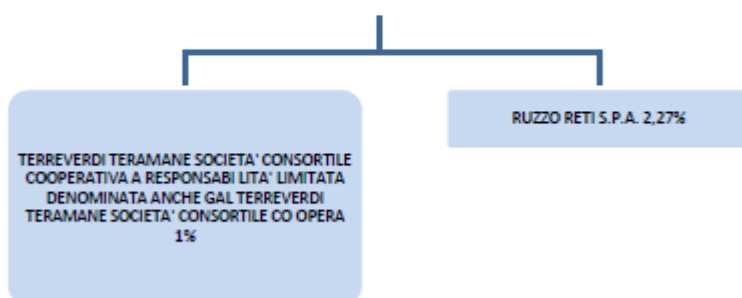 TERREVERDI TERAMANE SOCIETA' CONSORTILE
COOPERATIVA A RESPONSABI LITA' LIMITATA
DENOMINATA ANCHE GAL TERREVERDI
TERAMANE SOCIETA' CONSORTILE CO OPERA
1%
RUZZO RETI S.P.A. 2,27%